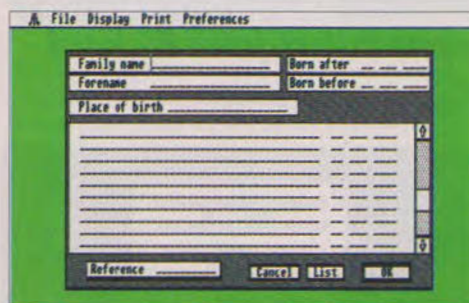 File Display Print Preferences
Family name Born after
Forename Born before
Place of birth
Reference Cancel List OK